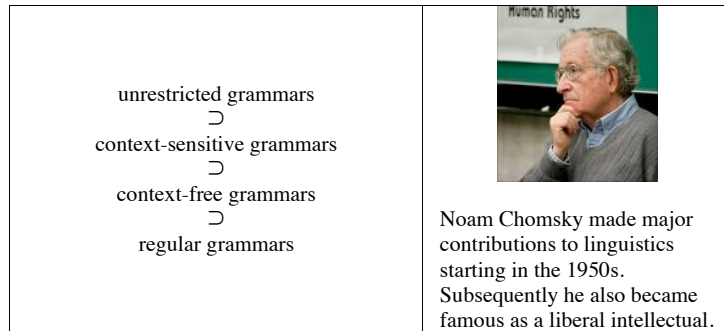 unrestricted grammars
⊃
context-sensitive grammars
⊃
context-free grammars
⊃
regular grammars
Human Rights
Noam Chomsky made major
contributions to linguistics
starting in the 1950s.
Subsequently he also became
famous as a liberal intellectual.